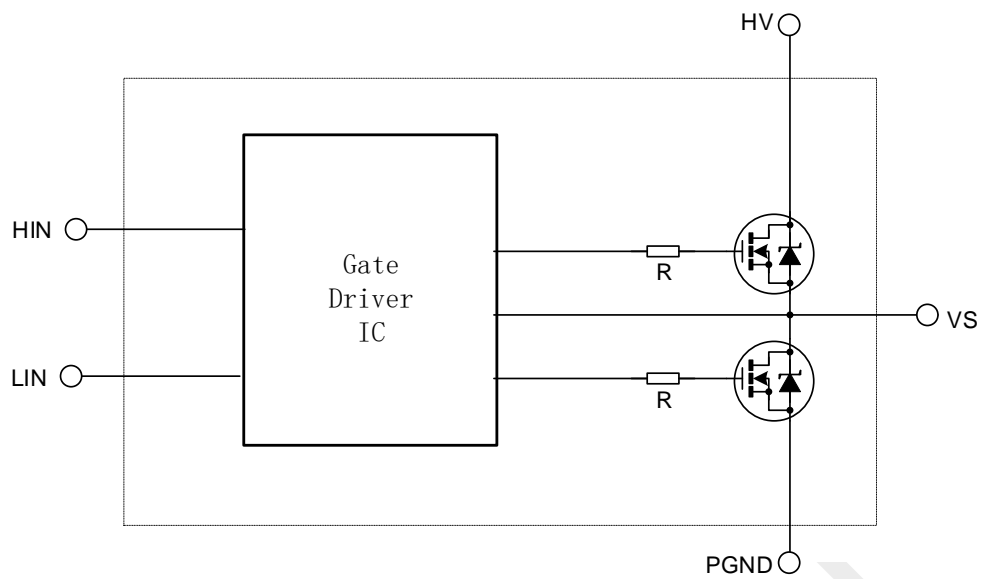 HV
HIN
Gate
Driver
IC
R
VS
LIN
R
PGND